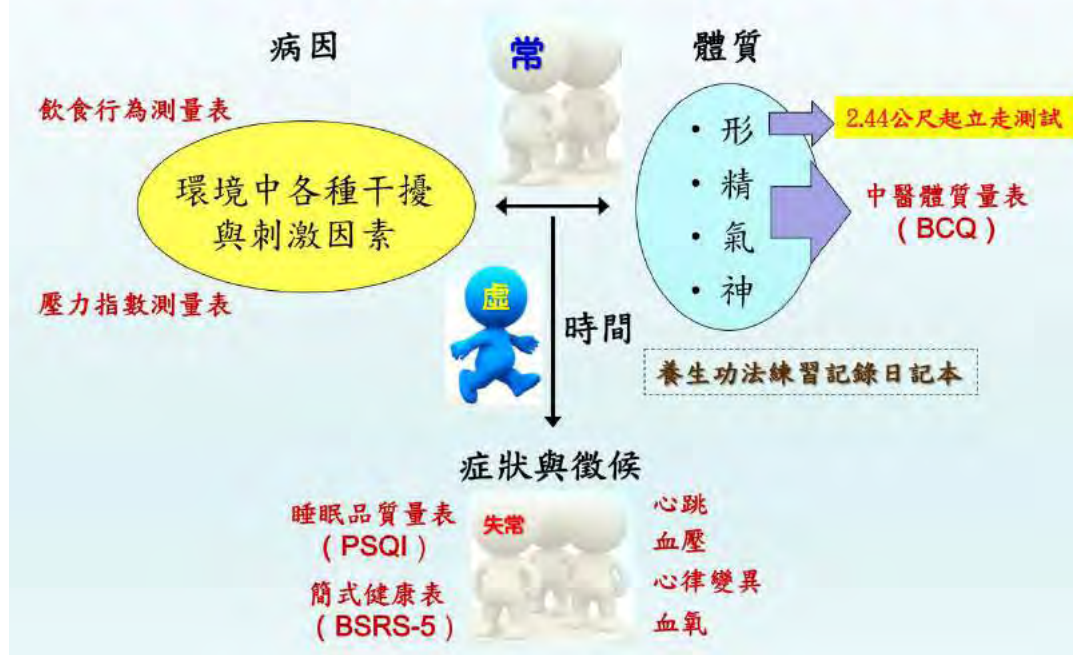 病因
常
體質
飲食行為測量表
環境中各種干擾
與刺激因素
壓力指數測量表
• 形
• 精
• 氣
• 神
2.44公尺起立走測試
中醫體質量表
(BCQ)
虛
時間
養生功法練習記錄日記本
症狀與徵候
睡眠品質量表
(PSQI)
簡式健康表
(BSRS-5)
失常
心跳
血壓
心律變異
血氧